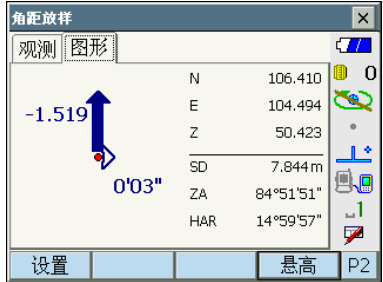 角距放样
观测 图形
-1.519
0'03"
N 106.410
E 104.494
Z 50.423
SD 7.844m
ZA 84°51'51"
HAR 14°59'57"
0
1
设置 悬高 P2